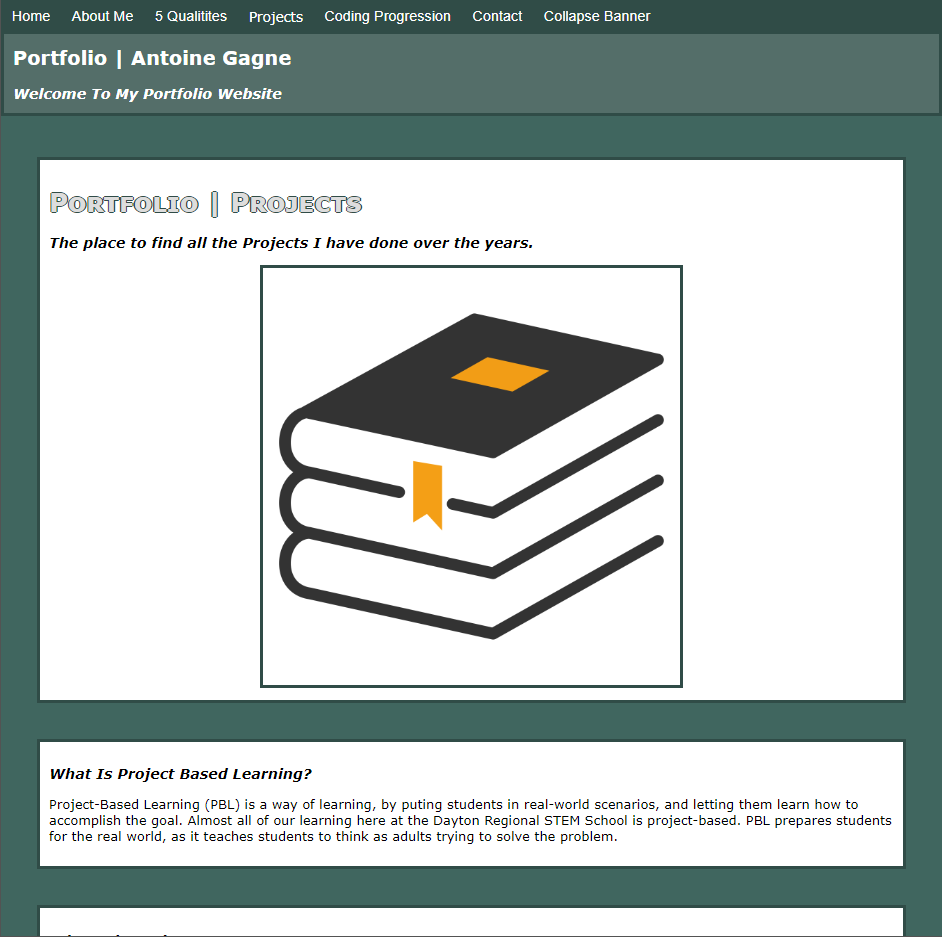 Home About Me 5 Qualitites Projects Coding Progression Contact Collapse Banner
Portfolio | Antoine Gagne
Welcome To My Portfolio Website
Portfolio | Projects
The place to find all the Projects I have done over the years.
What Is Project Based Learning?
Project-Based Learning (PBL) is a way of learning, by puting students in real-world scenarios, and letting them learn how to
accomplish the goal. Almost all of our learning here at the Dayton Regional STEM School is project-based. PBL prepares students
for the real world, as it teaches students to think as adults trying to solve the problem.